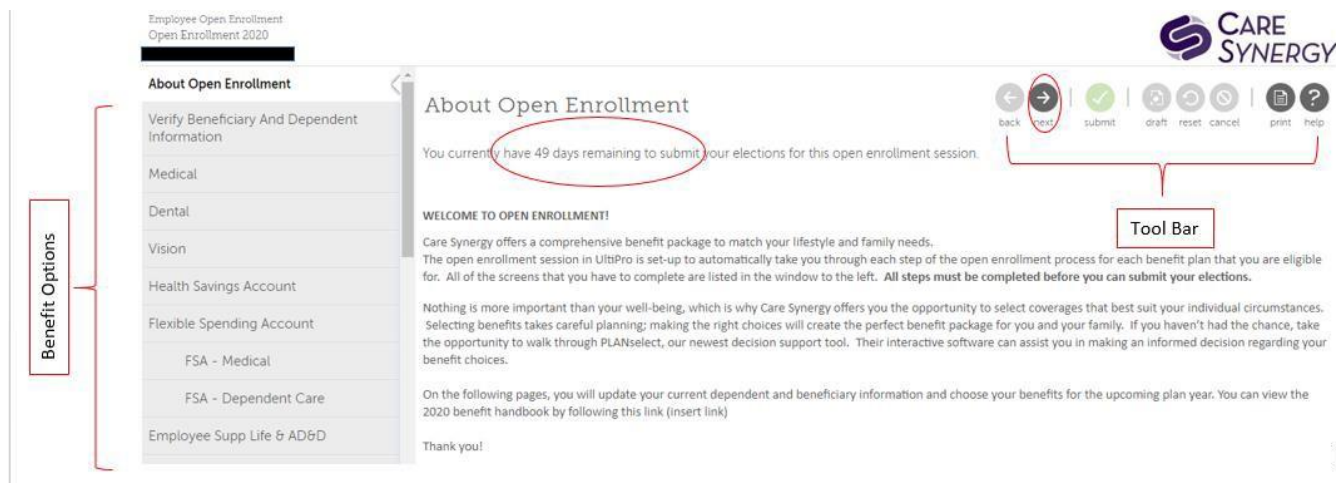 Employee Open Enrollment
Open Enrollment 2020
CARE
SYNERGY
About Open Enrollment
Verify Beneficiary And Dependent
Information
Medical
Dental
Vision
Health Savings Account
Flexible Spending Account
FSA - Medical
FSA - Dependent Care
Employee Supp Life & AD&D
Benefit Options
About Open Enrollment
back next submit draft reset cancel print help
Tool Bar
You currently have 49 days remaining to submit your elections for this open enrollment session.
WELCOME TO OPEN ENROLLMENT!
Care Synergy offers a comprehensive benefit package to match your lifestyle and family needs.
The open enrollment session in UltiPro is set-up to automatically take you through each step of the open enrollment process for each benefit plan that you are eligible
for. All of the screens that you have to complete are listed in the window to the left. All steps must be completed before you can submit your elections.
Nothing is more important than your well-being, which is why Care Synergy offers you the opportunity to select coverages that best suit your individual circumstances.
Selecting benefits takes careful planning; making the right choices will create the perfect benefit package for you and your family. If you haven't had the chance, take
the opportunity to walk through PLANselect, our newest decision support tool. Their interactive software can assist you in making an informed decision regarding your
benefit choices.
On the following pages, you will update your current dependent and beneficiary information and choose your benefits for the upcoming plan year. You can view the
2020 benefit handbook by following this link (insert link)
Thank you!